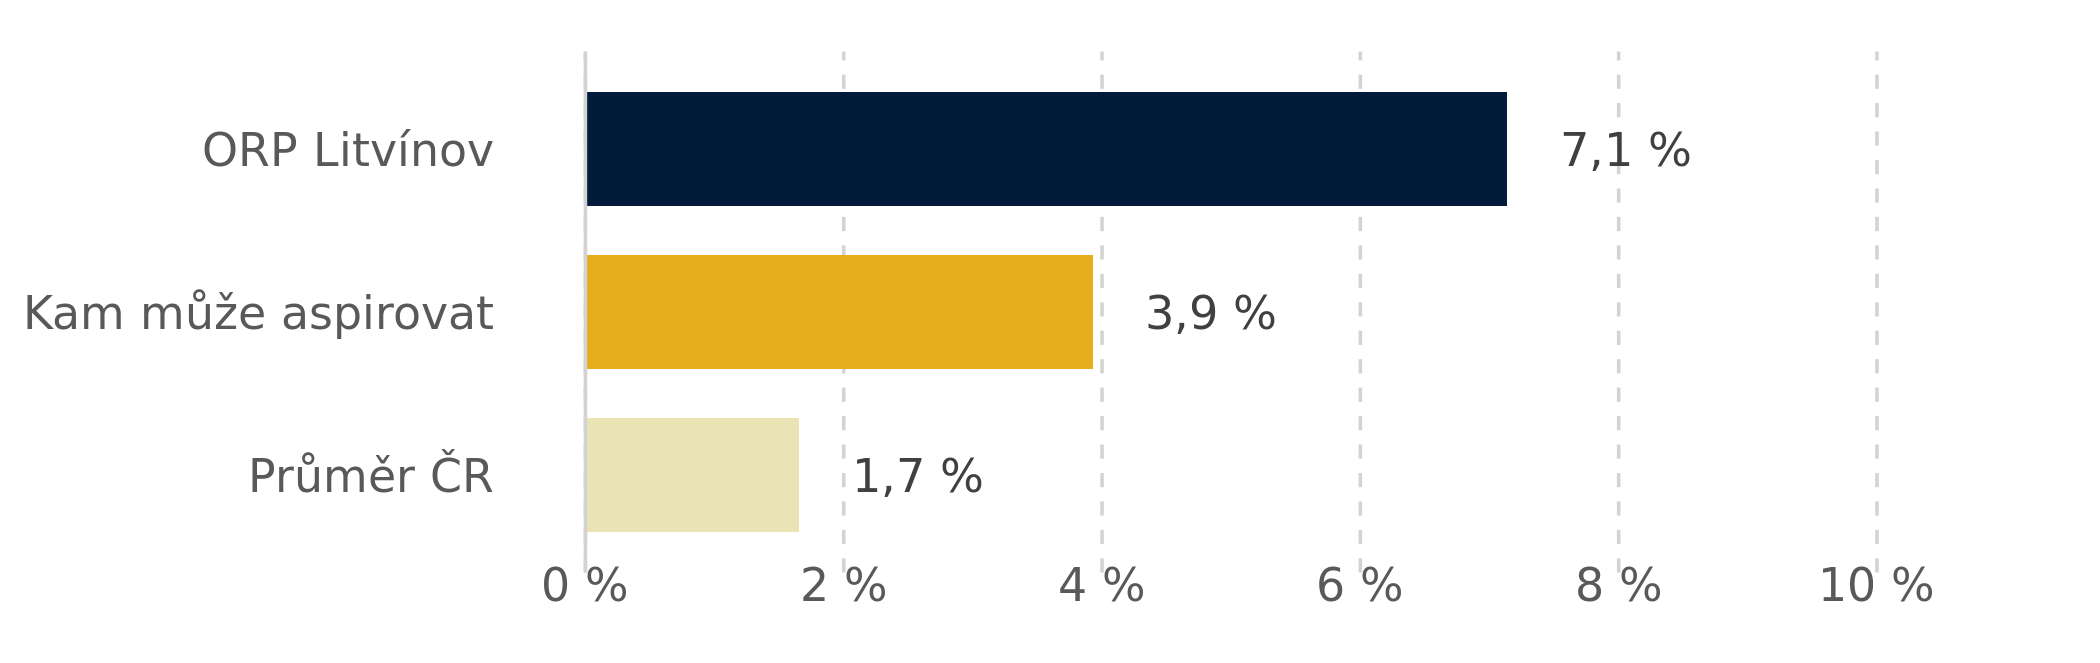 ORP Litvínov 7,1 %
Kam může aspirovat 3,9 %
Průměr ČR 1,7 %
0 % 2 % 4 % 6 % 8 % 10 %